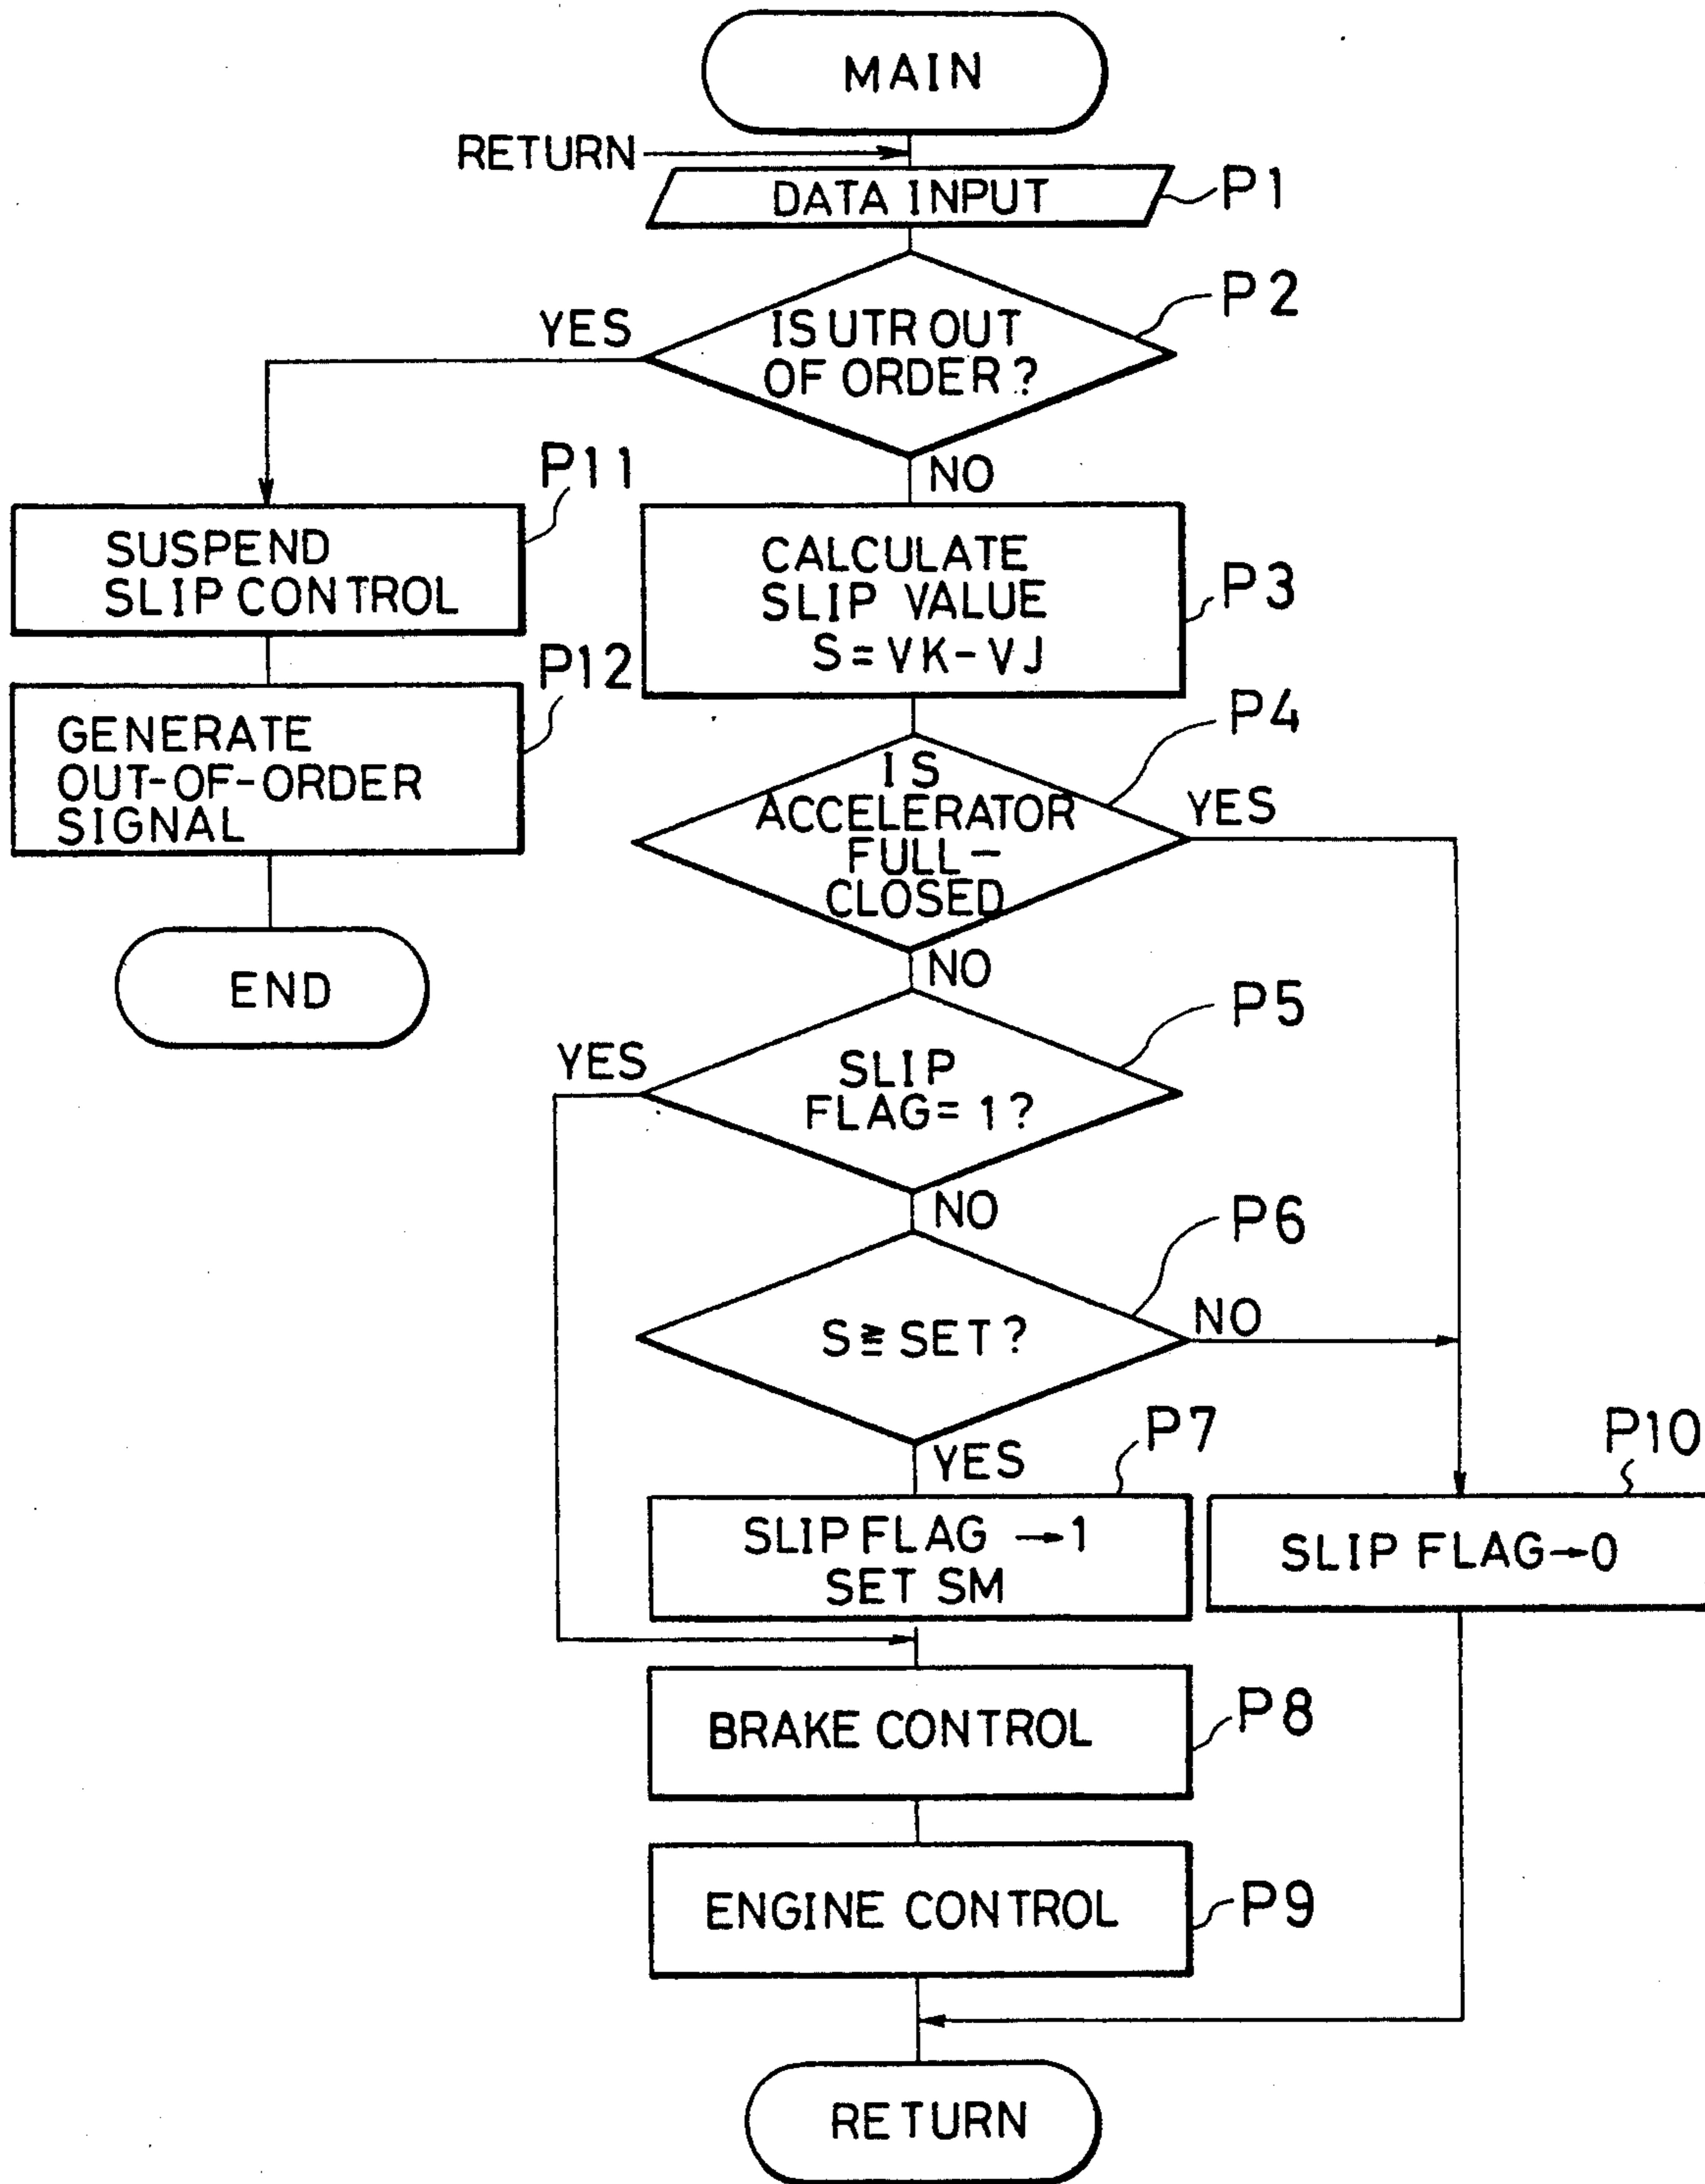 MAIN
RETURN
DATA INPUT
P1
P2
YES
IS UTR OUT
OF ORDER?
NO
P11
SUSPEND
SLIP CONTROL
CALCULATE
SLIP VALUE
S=VK-VJ
P3
P12
GENERATE
OUT-OF-ORDER
SIGNAL
END
P4
IS
ACCELERATOR
FULL-
CLOSED
YES
NO
P5
YES
SLIP
FLAG=1?
NO
P6
S≧SET?
NO
YES
P7
SLIP FLAG →1
SET SM
P10
SLIP FLAG→0
BRAKE CONTROL
P8
ENGINE CONTROL
P9
RETURN